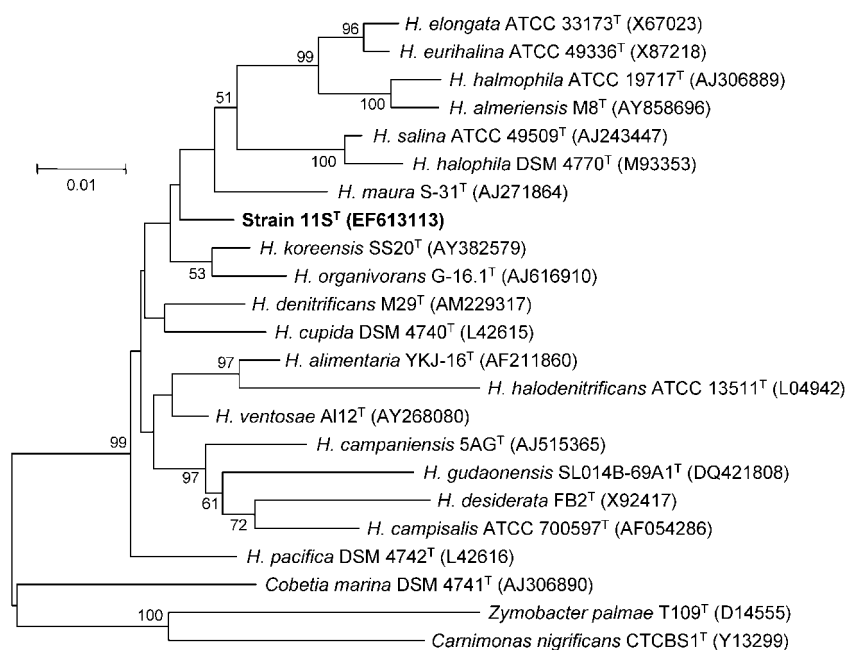 96
H. elongata ATCC 33173ᵀ (X67023)
H. eurihalina ATCC 49336ᵀ (X87218)
99
H. halmophila ATCC 19717ᵀ (AJ306889)
100
H. almeriensis M8ᵀ (AY858696)
51
H. salina ATCC 49509ᵀ (AJ243447)
100
H. halophila DSM 4770ᵀ (M93353)
0.01
H. maura S-31ᵀ (AJ271864)
Strain 11Sᵀ (EF613113)
H. koreensis SS20ᵀ (AY382579)
53
H. organivorans G-16.1ᵀ (AJ616910)
H. denitrificans M29ᵀ (AM229317)
H. cupida DSM 4740ᵀ (L42615)
97
H. alimentaria YKJ-16ᵀ (AF211860)
H. halodenitrificans ATCC 13511ᵀ (L04942)
H. ventosae Al12ᵀ (AY268080)
99
H. campaniensis 5AGᵀ (AJ515365)
97
H. gudaonensis SL014B-69A1ᵀ (DQ421808)
61
H. desiderata FB2ᵀ (X92417)
72
H. campisalis ATCC 700597ᵀ (AF054286)
H. pacifica DSM 4742ᵀ (L42616)
Cobetia marina DSM 4741ᵀ (AJ306890)
100
Zymobacter palmae T109ᵀ (D14555)
Carnimonas nigrificans CTCBS1ᵀ (Y13299)